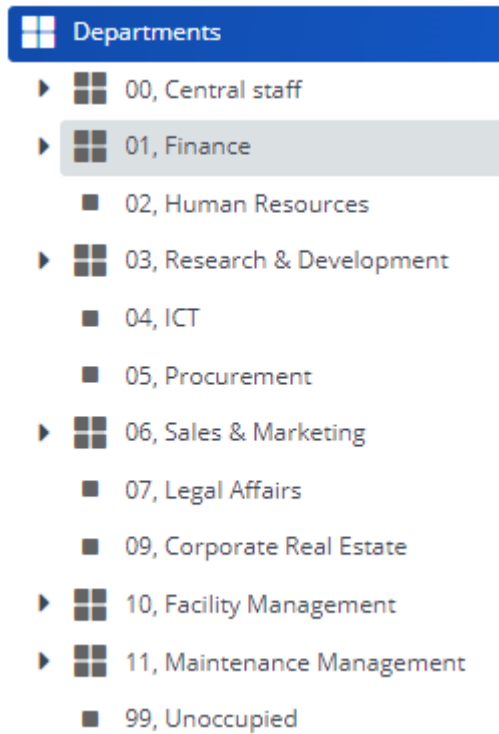 Departments
00, Central staff
01, Finance
02, Human Resources
03, Research & Development
04, ICT
05, Procurement
06, Sales & Marketing
07, Legal Affairs
09, Corporate Real Estate
10, Facility Management
11, Maintenance Management
99, Unoccupied